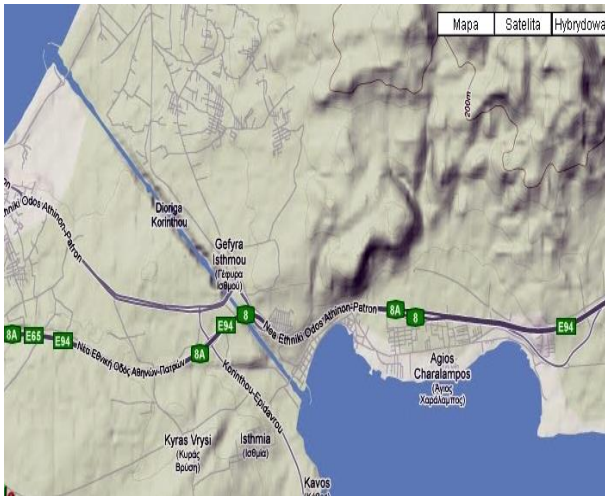 Mapa
Satelita
Hybrydowa
200m
Dioriga
Korinthou
Ethniki Odos Athinon-Patron
Gefyra
Isthmou
(Γέφυρα
Ισθμού)
8
E94
Nea Ethniki Odos Athinon-Patron
8A
8
E94
8A
E65
E94
Νέα Εθνική Οδός Αθηνών-Πατρών
8A
Korinthou-Epidavrou
Agios
Charalampos
(Άγιος
Χαράλαμπος)
Kyras Vrysi
(Κυράς
Βρύση)
Isthmia
(Ισθμία)
Kavos